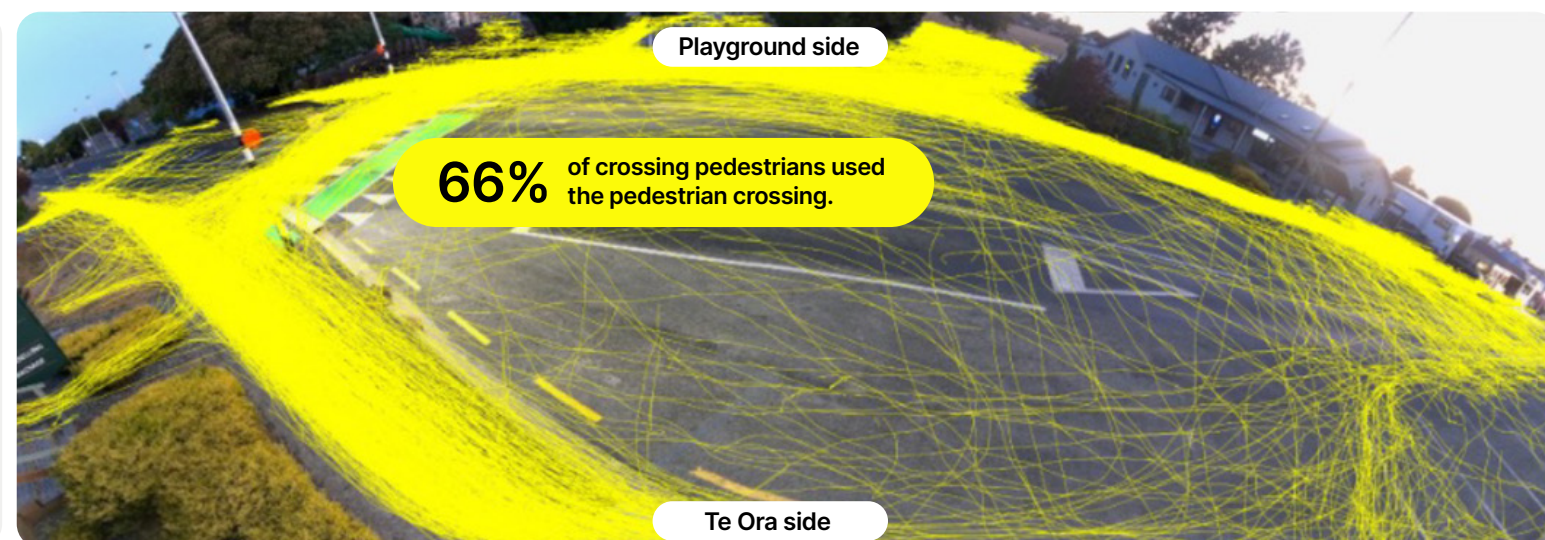 Playground side
66% of crossing pedestrians used
the pedestrian crossing.
Te Ora side